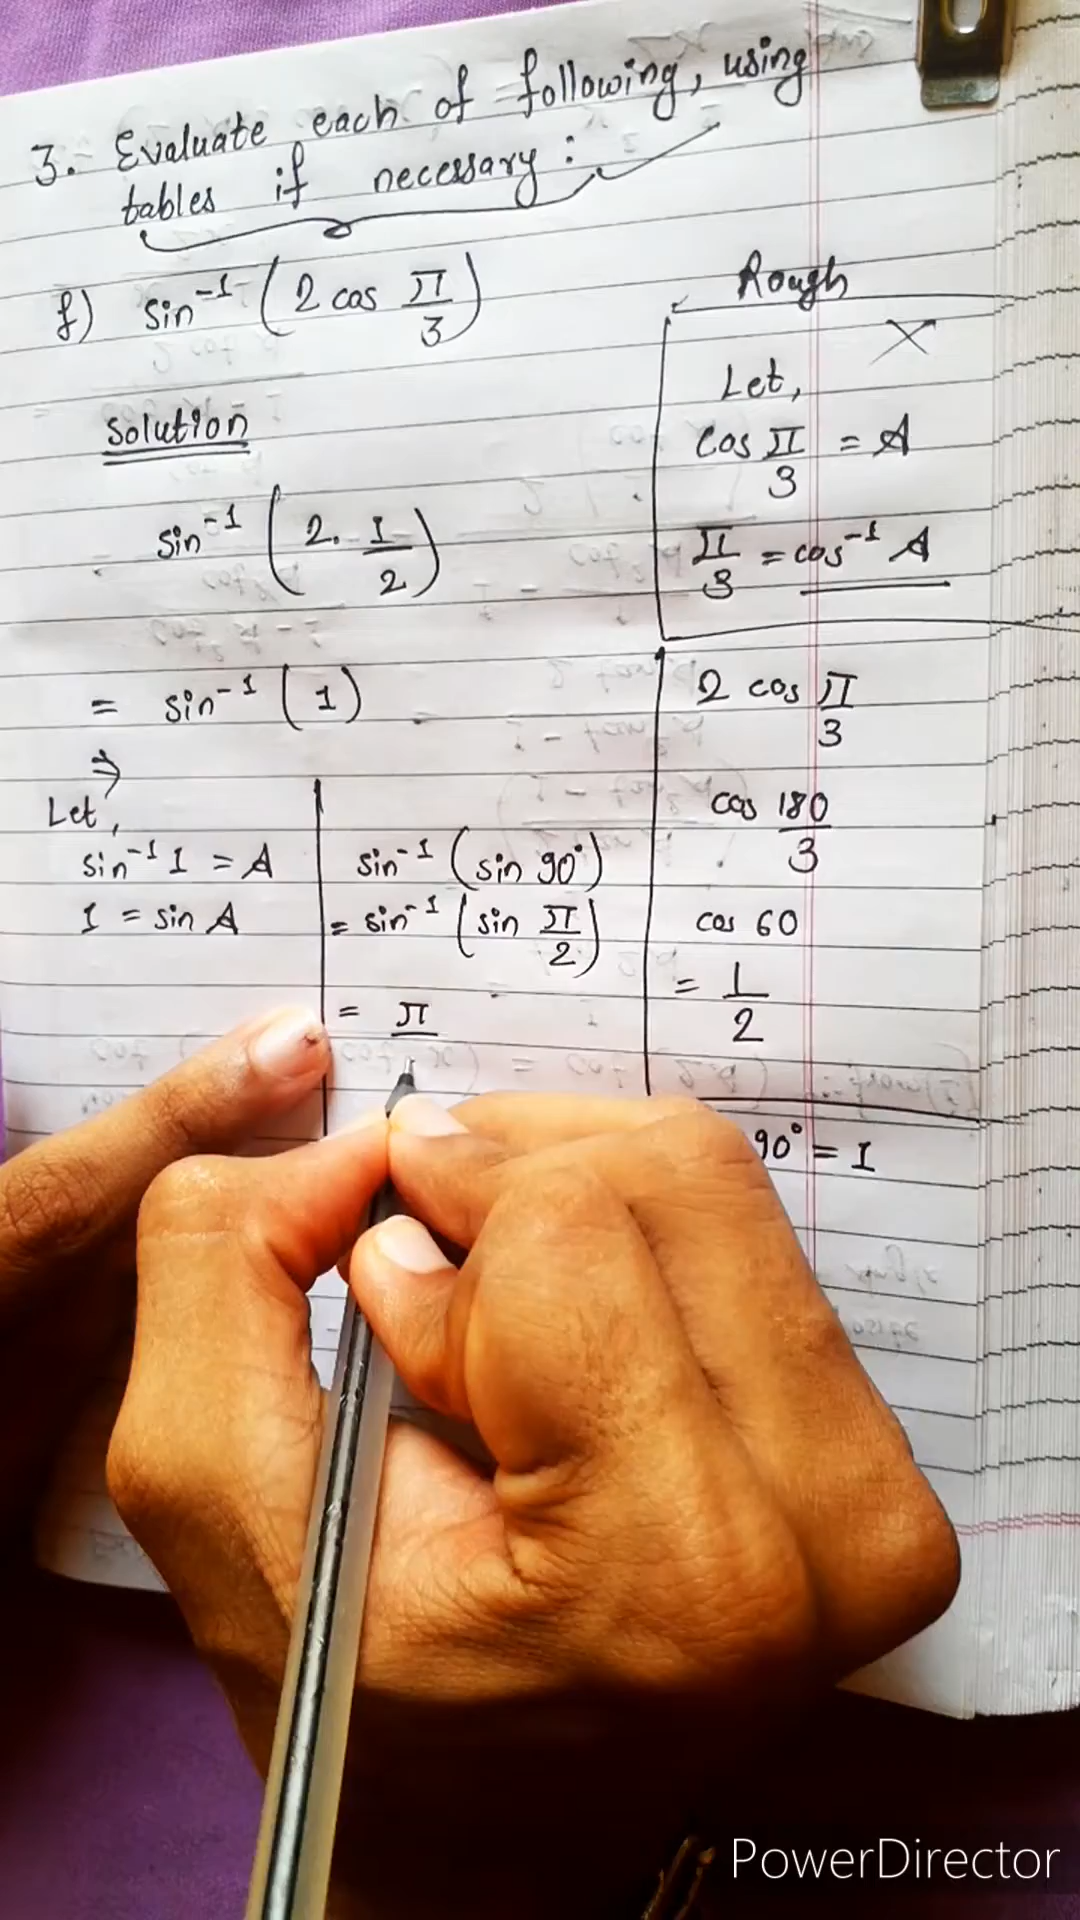 3. Evaluate each of following, using
tables if necessary:
f) sin⁻¹ (2 cos π/3)
Solution
sin⁻¹ (2. 1/2)
= sin⁻¹ (1)
⇒
Let,
sin⁻¹ 1 = A
1 = sin A
sin⁻¹ (sin 90°)
= sin⁻¹ (sin π/2)
= π
Rough
Let,
cos π/3 = A
π/3 = cos⁻¹ A
2 cos π/3
cos 180/3
cos 60
= 1/2
90° = 1
PowerDirector